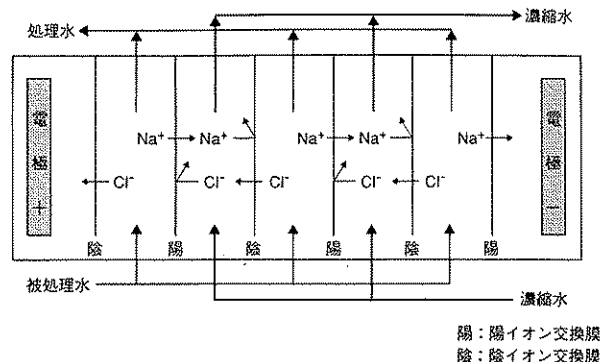 濃縮水
処理水
電極＋
Na⁺ Na⁺ Na⁺ Na⁺ Na⁺
Cl⁻ Cl⁻ Cl⁻ Cl⁻ Cl⁻
電極−
陰 陽 陰 陽 陰 陽
被処理水
濃縮水
陽：陽イオン交換膜
陰：陰イオン交換膜